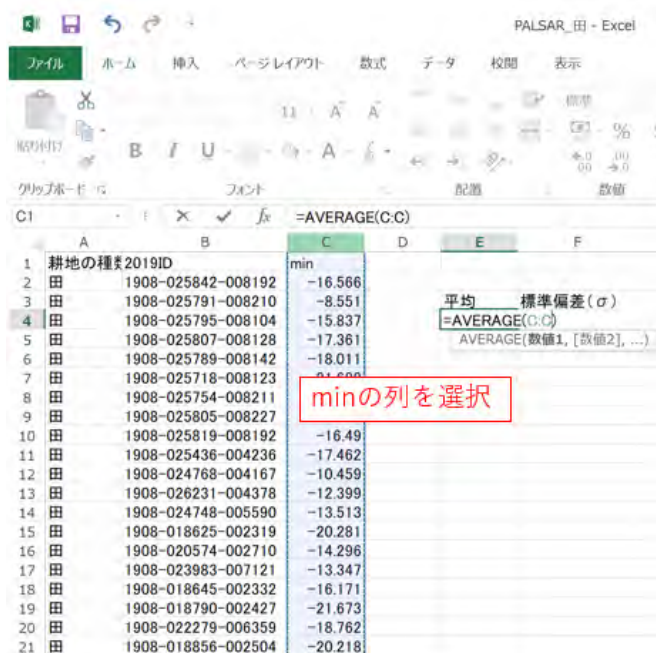 PALSAR_田 - Excel
ファイル ホーム 挿入 ページ レイアウト 数式 データ 校閲 表示
11 A A 標準
貼り付け B I U A %
クリップボード フォント 配置 数値
C1 fx =AVERAGE(C:C)
A B C D E F
1 耕地の種類 2019ID min
2 田 1908-025842-008192 -16.566
3 田 1908-025791-008210 -8.551 平均 標準偏差(σ)
4 田 1908-025795-008104 -15.837 =AVERAGE(C:C)
5 田 1908-025807-008128 -17.361 AVERAGE(数値1, [数値2], ...)
6 田 1908-025789-008142 -18.011
7 田 1908-025718-008123
8 田 1908-025754-008211 minの列を選択
9 田 1908-025805-008227
10 田 1908-025819-008192 -16.49
11 田 1908-025436-004236 -17.462
12 田 1908-024768-004167 -10.459
13 田 1908-026231-004378 -12.399
14 田 1908-024748-005590 -13.513
15 田 1908-018625-002319 -20.281
16 田 1908-020574-002710 -14.296
17 田 1908-023983-007121 -13.347
18 田 1908-018645-002332 -16.171
19 田 1908-018790-002427 -21.673
20 田 1908-022279-006359 -18.762
21 田 1908-018856-002504 -20.218